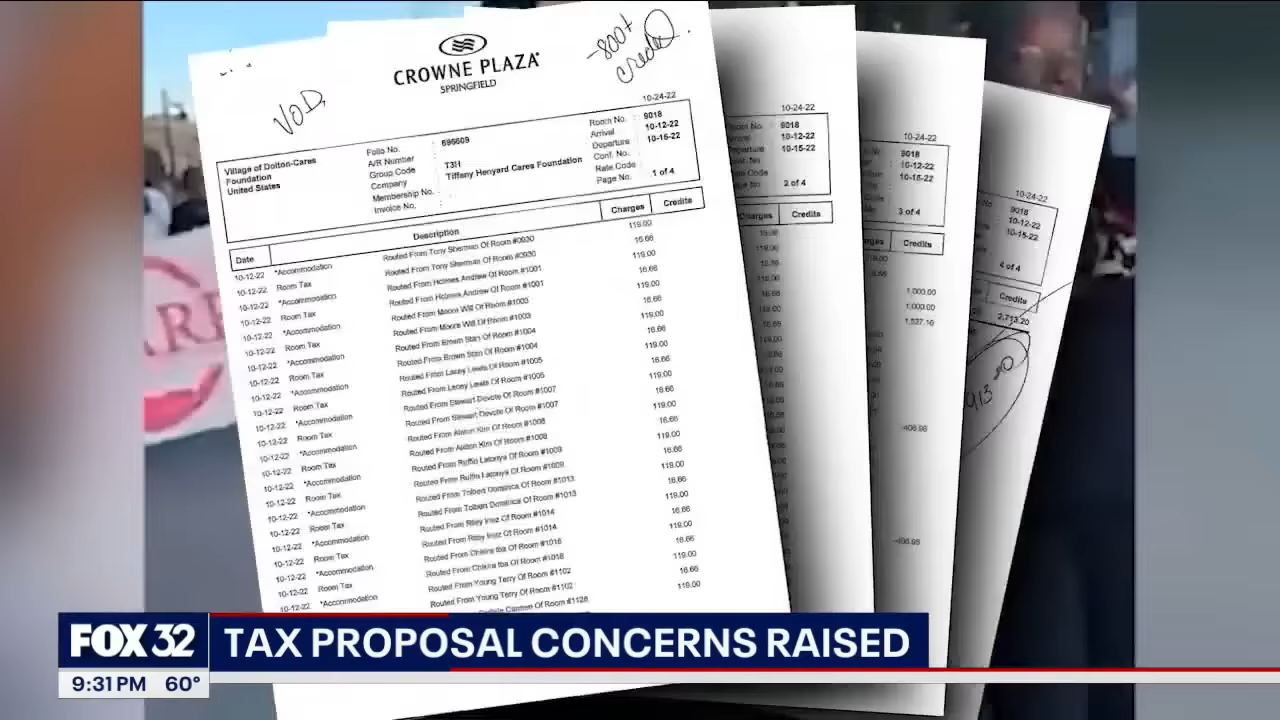 CROWNE PLAZA
SPRINGFIELD
VOID
-800+
10-24-22
Village of Dolton-Cares
Foundation
United States
Folio No. : 696609
A/R Number
Group Code : T3H
Company : Tiffany Henyard Cares Foundation
Membership No. :
Invoice No. :
Room No. : 9018
Arrival : 10-12-22
Departure : 10-15-22
Conf. No. :
Rate Code :
Page No. : 1 of 4
Date Description Charges Credits
10-12-22 *Accommodation Routed From Tony Sherman Of Room #0930 119.00
10-12-22 Room Tax Routed From Tony Sherman Of Room #0930 16.66
10-12-22 *Accommodation Routed From Holmes Andrew Of Room #1001 119.00
10-12-22 Room Tax Routed From Holmes Andrew Of Room #1001 16.66
10-12-22 *Accommodation Routed From Moore Will Of Room #1003 119.00
10-12-22 Room Tax Routed From Moore Will Of Room #1003 16.66
10-12-22 *Accommodation Routed From Brown Stan Of Room #1004 119.00
10-12-22 Room Tax Routed From Brown Stan Of Room #1004 16.66
10-12-22 *Accommodation Routed From Lacey Lewis Of Room #1005 119.00
10-12-22 Room Tax Routed From Lacey Lewis Of Room #1005 16.66
10-12-22 *Accommodation Routed From Stewart Devote Of Room #1007 119.00
10-12-22 Room Tax Routed From Stewart Devote Of Room #1007 16.66
10-12-22 *Accommodation Routed From Alston Kim Of Room #1008 119.00
10-12-22 Room Tax Routed From Kim Of Room #1008 16.66
10-12-22 *Accommodation Routed From Ruffin Latonya Of Room #1009 119.00
10-12-22 Room Tax Routed From Ruffin Latonya Of Room #1009 16.66
10-12-22 *Accommodation Routed From Tolbert Dominica Of Room #1013 119.00
10-12-22 Room Tax Routed From Dominica Of Room #1013 16.66
10-12-22 *Accommodation Routed From Riley Inez Of Room #1014 119.00
10-12-22 Room Tax Routed From Riley Inez Of Room #1014 16.66
10-12-22 *Accommodation Routed From Chikira Iba Of Room #1018 119.00
10-12-22 Room Tax Routed From Chikira Iba Of Room #1018 16.66
10-12-22 *Accommodation Routed From Young Terry Of Room #1102 119.00
Routed From Young Terry Of Room #1102
Of Room #1128
10-24-22
9018
10-12-22
10-15-22
2 of 4
Charges Credits
10-24-22
9018
10-12-22
10-15-22
3 of 4
Credits
1,000.00
1,000.00
1,527.16
-406.98
-406.98
10-24-22
9018
10-12-22
10-15-22
4 of 4
Credits
2,713.20
FOX 32
TAX PROPOSAL CONCERNS RAISED
9:31 PM 60°